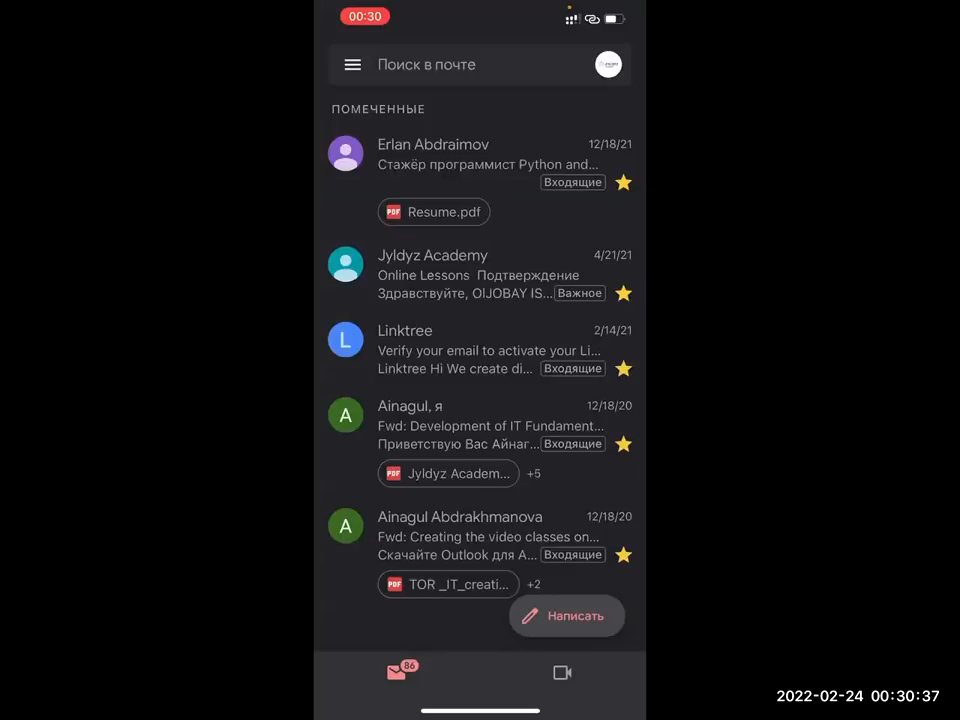 00:30
Поиск в почте
ПОМЕЧЕННЫЕ
Erlan Abdraimov 12/18/21
Стажёр программист Python and...
Входящие
PDF Resume.pdf
Jyldyz Academy 4/21/21
Online Lessons Подтверждение
Здравствуйте, O|JOBAY IS... Важное
L
Linktree 2/14/21
Verify your email to activate your Li...
Linktree Hi We create di... Входящие
A
Ainagul, я 12/18/20
Fwd: Development of IT Fundament...
Приветствую Вас Айнаг... Входящие
PDF Jyldyz Academ... +5
A
Ainagul Abdrakhmanova 12/18/20
Fwd: Creating the video classes on...
Скачайте Outlook для A... Входящие
PDF TOR _IT_creati... +2
Написать
86
2022-02-24 00:30:37